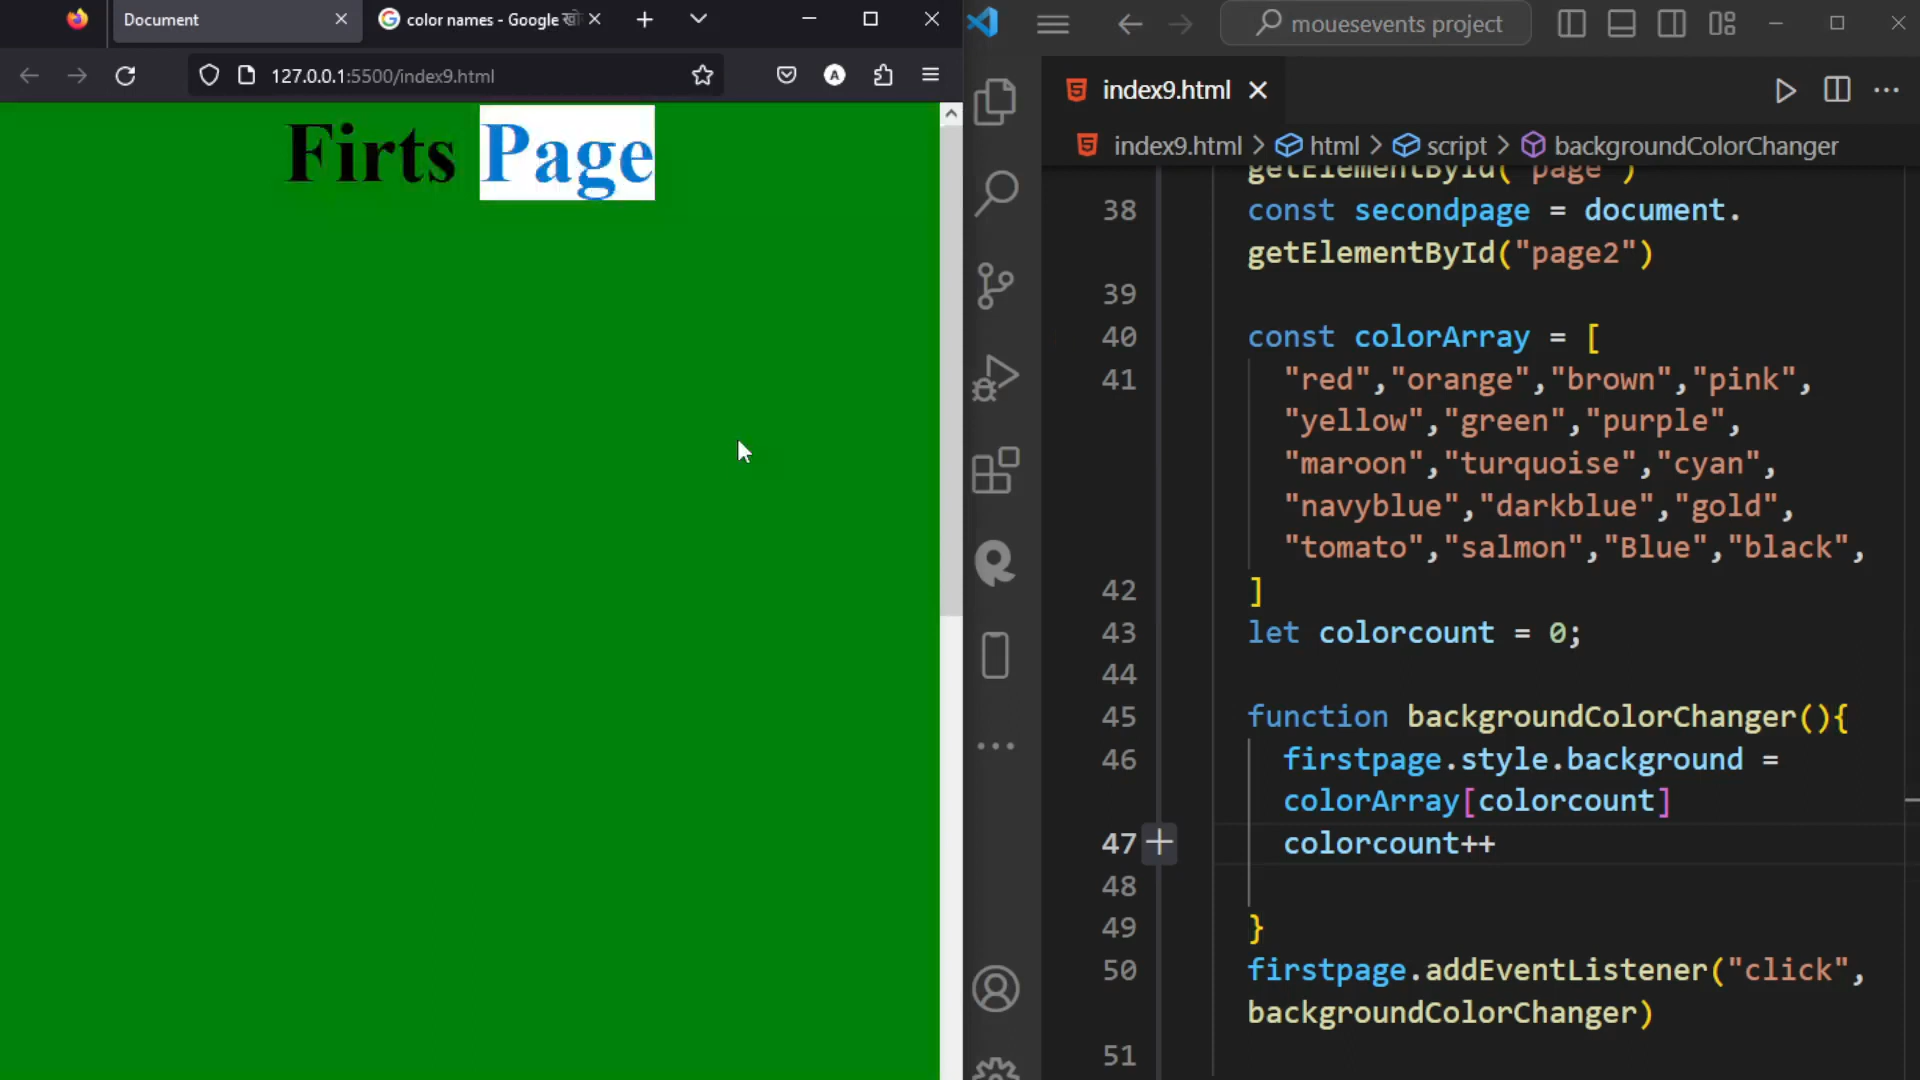 Document
color names - Google खो
127.0.0.1:5500/index9.html
A
Firts Page
mouesevents project
index9.html
index9.html > html > script > backgroundColorChanger
getElementById("page")
38 const secondpage = document.
getElementById("page2")
39
40 const colorArray = [
41 "red","orange","brown","pink",
"yellow","green","purple",
"maroon","turquoise","cyan",
"navyblue","darkblue","gold",
"tomato","salmon","Blue","black",
42 ]
43 let colorcount = 0;
44
45 function backgroundColorChanger(){
46 firstpage.style.background =
colorArray[colorcount]
47 colorcount++
48
49 }
50 firstpage.addEventListener("click",
backgroundColorChanger)
51